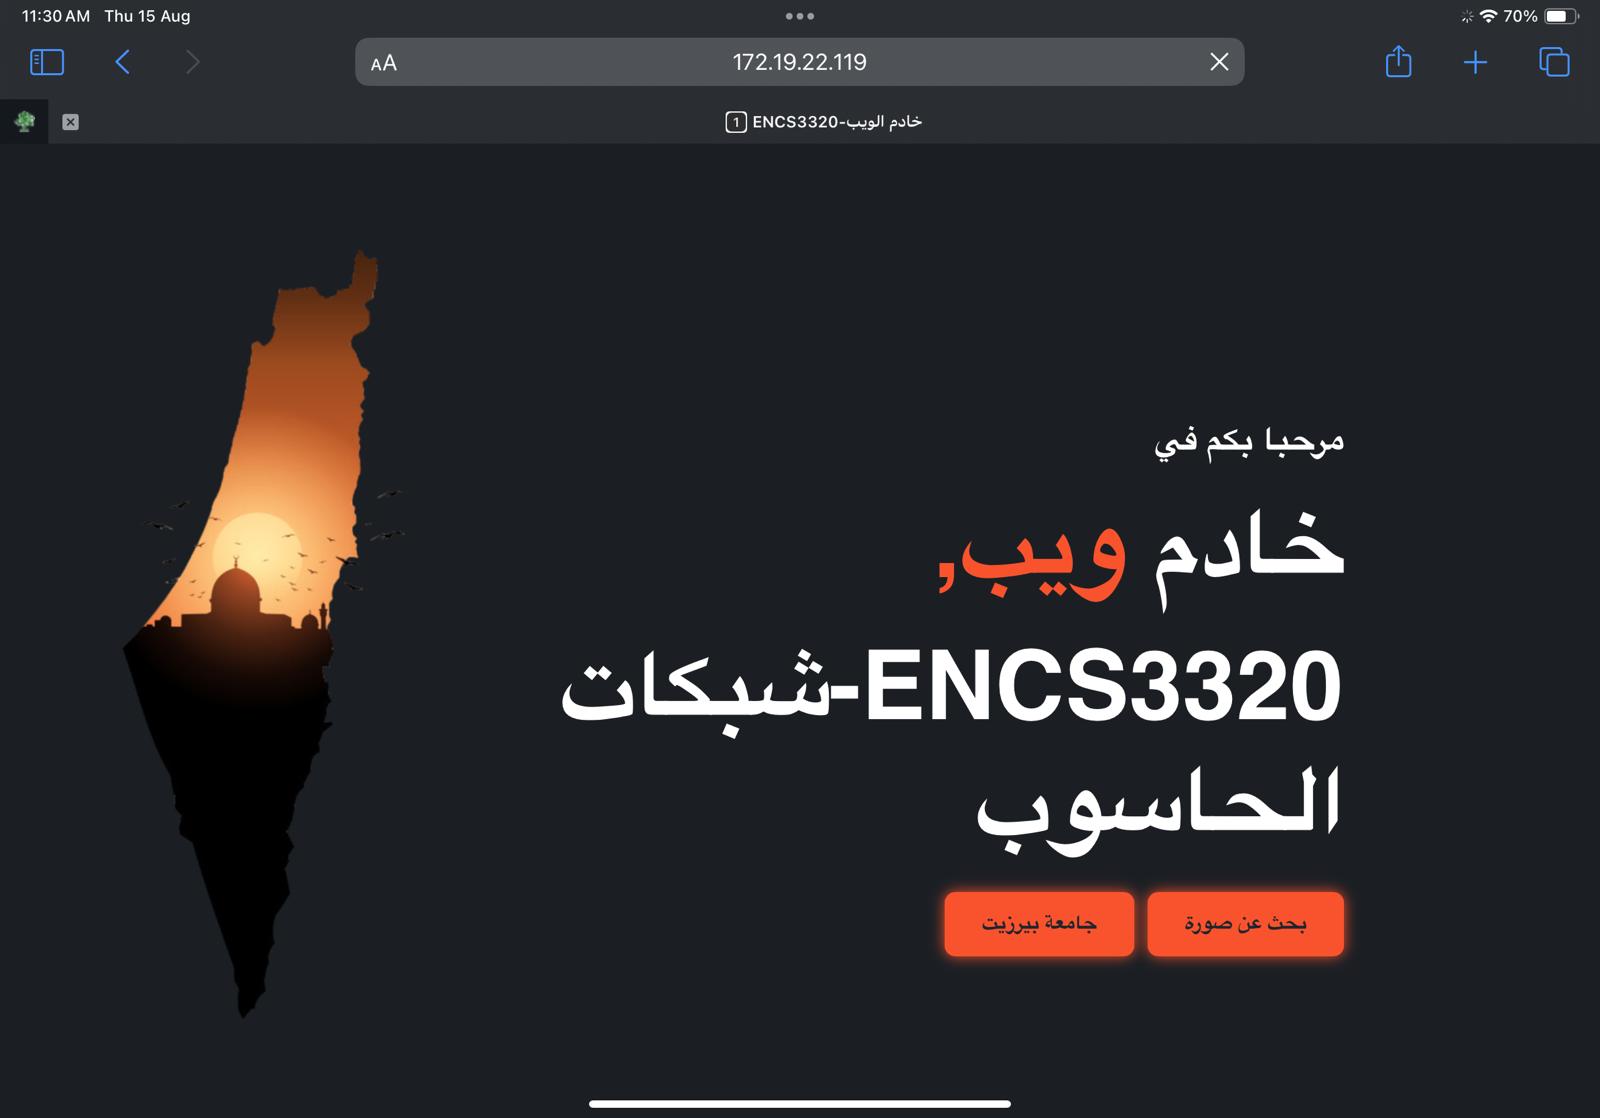 11:30 AM Thu 15 Aug
70%
AA
172.19.22.119
1
خادم الويب-ENCS3320
مرحبا بكم في
خادم ويب,
ENCS3320-شبكات
الحاسوب
بحث عن صورة
جامعة بيرزيت